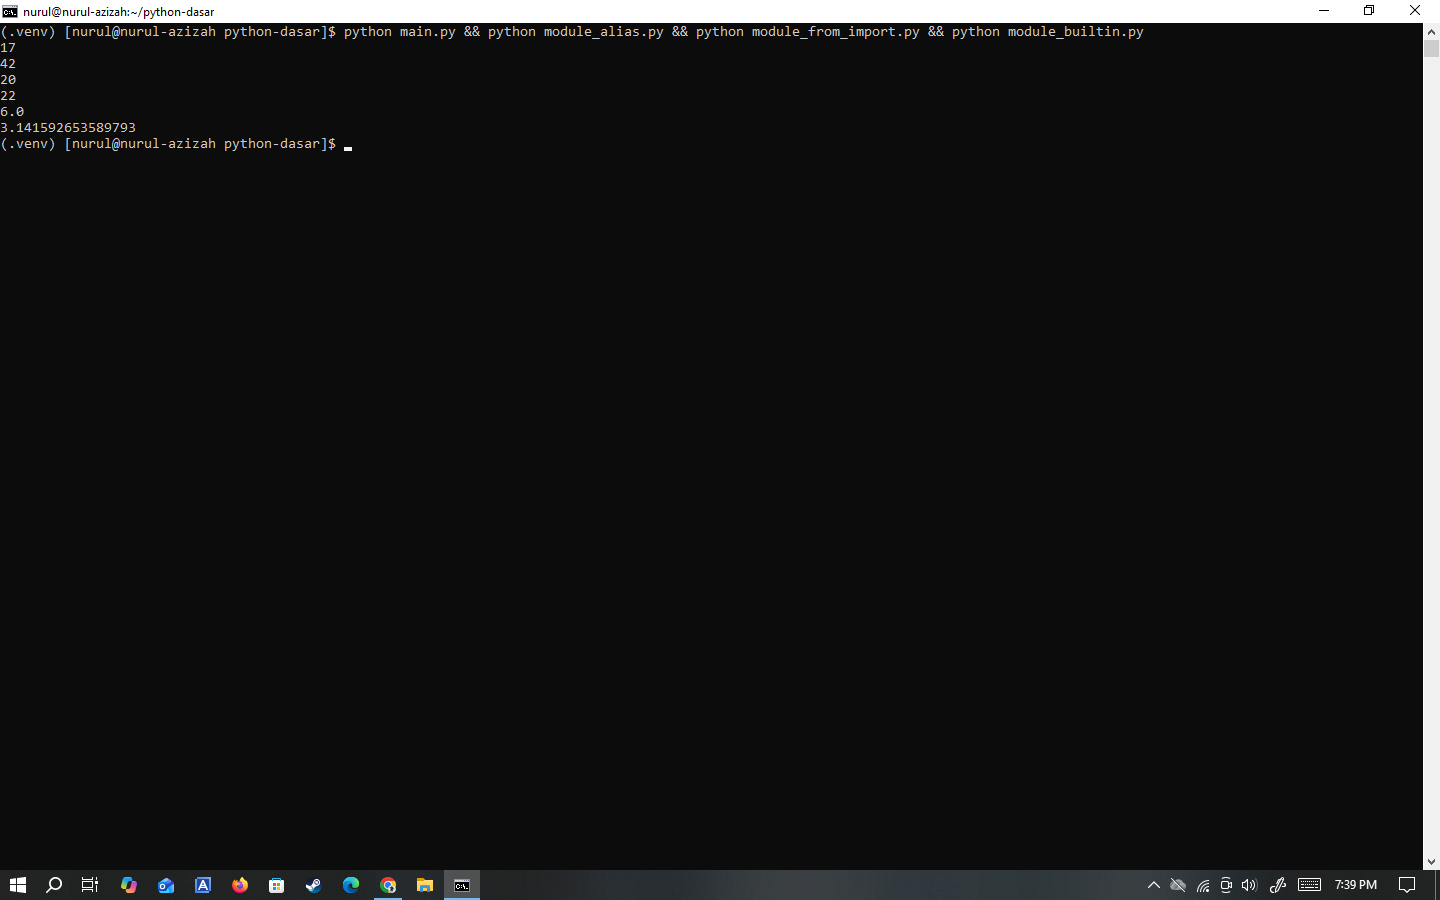 nurul@nurul-azizah:~/python-dasar
(.venv) [nurul@nurul-azizah python-dasar]$ python main.py && python module_alias.py && python module_from_import.py && python module_builtin.py
17
42
20
22
6.0
3.141592653589793
(.venv) [nurul@nurul-azizah python-dasar]$
7:39 PM